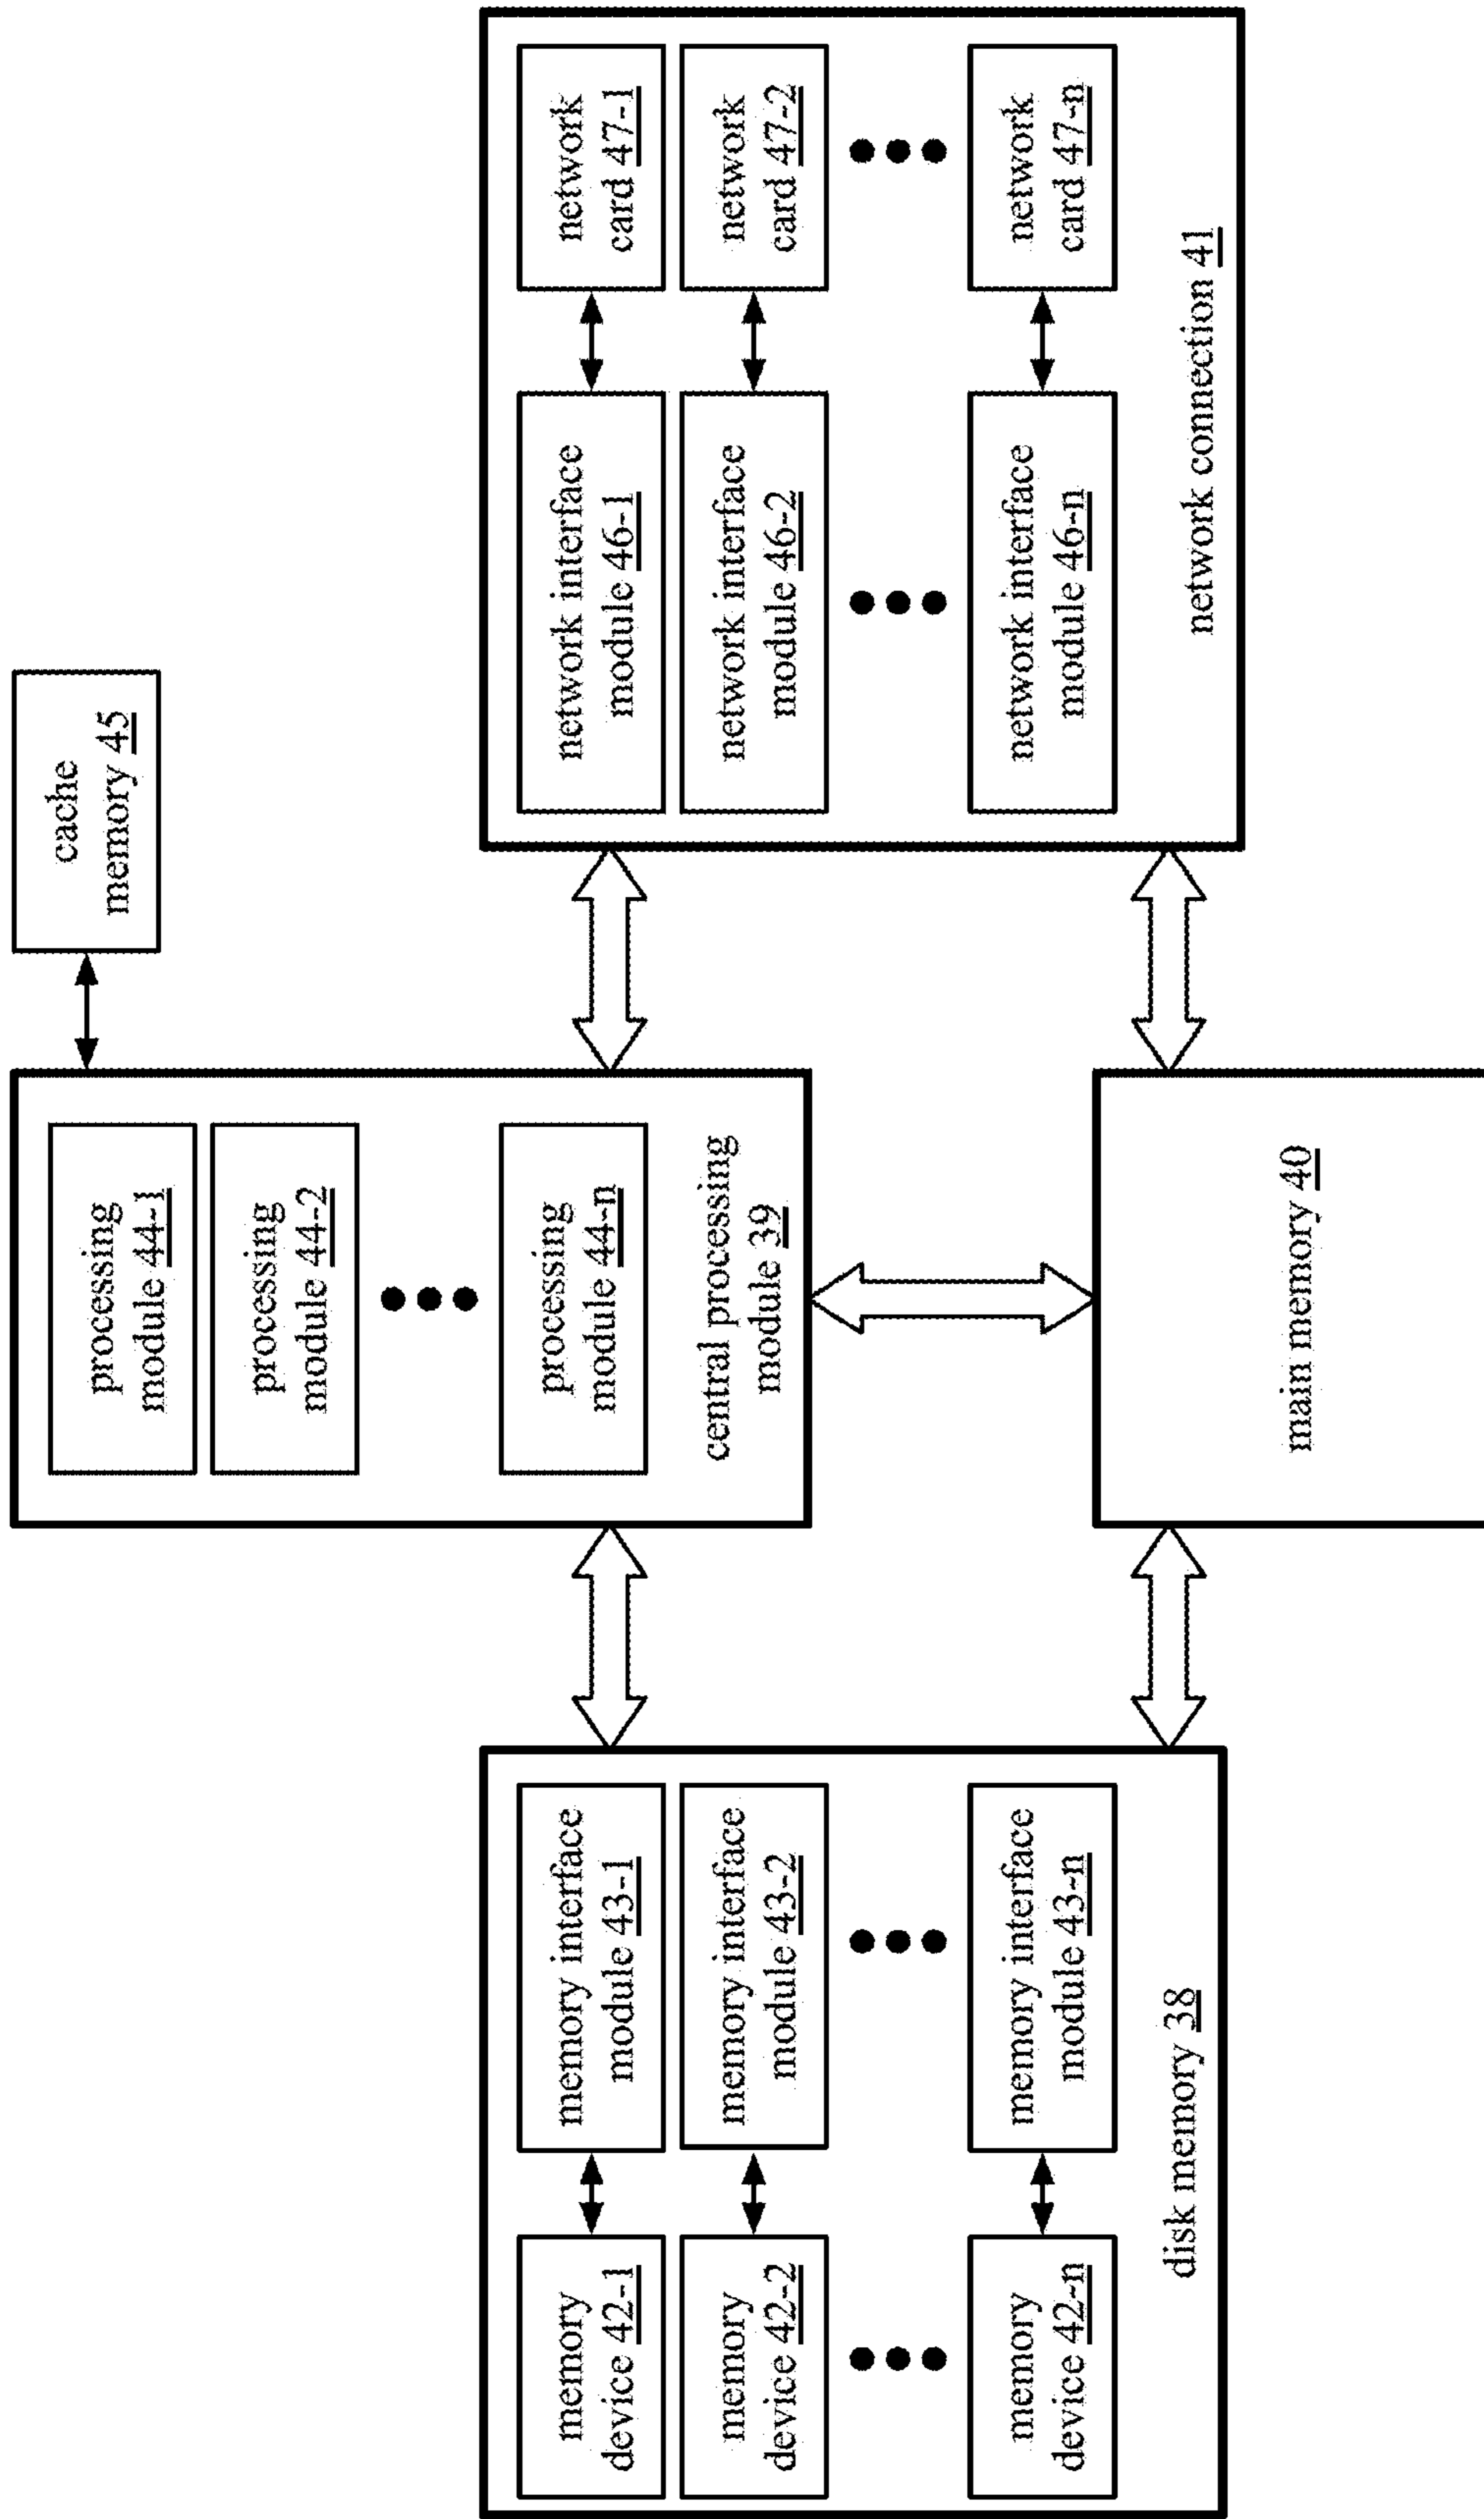 cache
memory 45
processing
module 44-1
processing
module 44-2
processing
module 44-n
central processing
module 39
memory
device 42-1
memory interface
module 43-1
memory
device 42-2
memory interface
module 43-2
memory
device 42-n
memory interface
module 43-n
disk memory 38
network interface
module 46-1
network
card 47-1
network interface
module 46-2
network
card 47-2
network interface
module 46-n
network
card 47-n
network connection 41
main memory 40